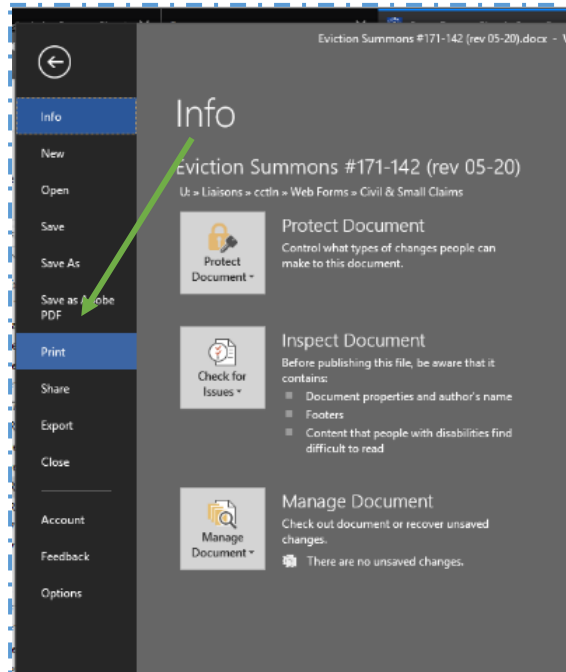 Eviction Summons #171-142 (rev 05-20).docx -
Info
New
Open
Save
Save As
Save as Adobe
PDF
Print
Share
Export
Close
Account
Feedback
Options
Info
Eviction Summons #171-142 (rev 05-20)
U: » Liaisons » cctln » Web Forms » Civil & Small Claims
Protect
Document
Protect Document
Control what types of changes people can
make to this document.
Check for
Issues
Inspect Document
Before publishing this file, be aware that it
contains:
Document properties and author's name
Footers
Content that people with disabilities find
difficult to read
Manage
Document
Manage Document
Check out document or recover unsaved
changes.
There are no unsaved changes.